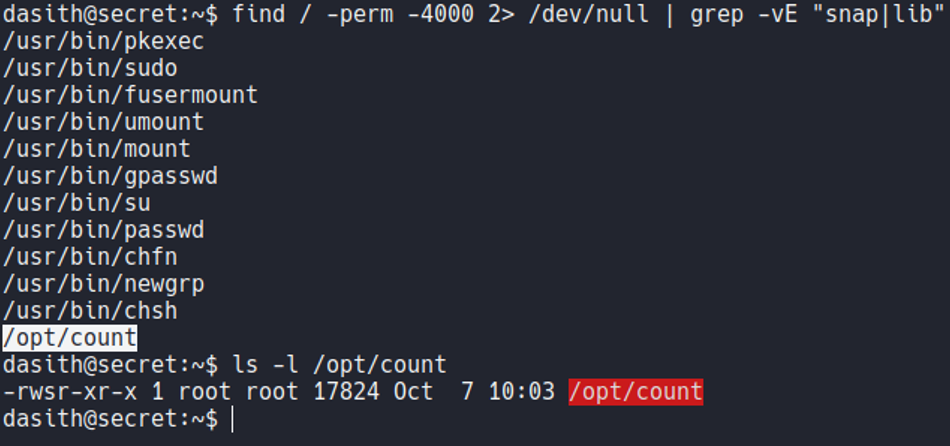 dasith@secret:~$ find / -perm -4000 2> /dev/null | grep -vE "snap|lib"
/usr/bin/pkexec
/usr/bin/sudo
/usr/bin/fusermount
/usr/bin/umount
/usr/bin/mount
/usr/bin/gpasswd
/usr/bin/su
/usr/bin/passwd
/usr/bin/chfn
/usr/bin/newgrp
/usr/bin/chsh
/opt/count
dasith@secret:~$ ls -l /opt/count
-rwsr-xr-x 1 root root 17824 Oct  7 10:03 /opt/count
dasith@secret:~$